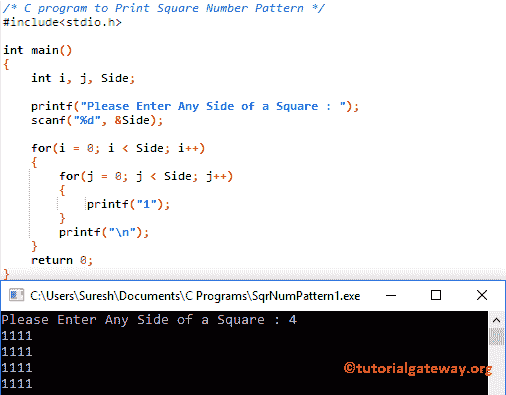 /* C program to Print Square Number Pattern */
#include<stdio.h>
int main()
{
    int i, j, Side;
    printf("Please Enter Any Side of a Square : ");
    scanf("%d", &Side);
    for(i = 0; i < Side; i++)
    {
        for(j = 0; j < Side; j++)
        {
            printf("1");
        }
        printf("\n");
    }
    return 0;
}
C:\Users\Suresh\Documents\C Programs\SqrNumPattern1.exe
Please Enter Any Side of a Square : 4
1111
1111
1111
1111
©tutorialgateway.org